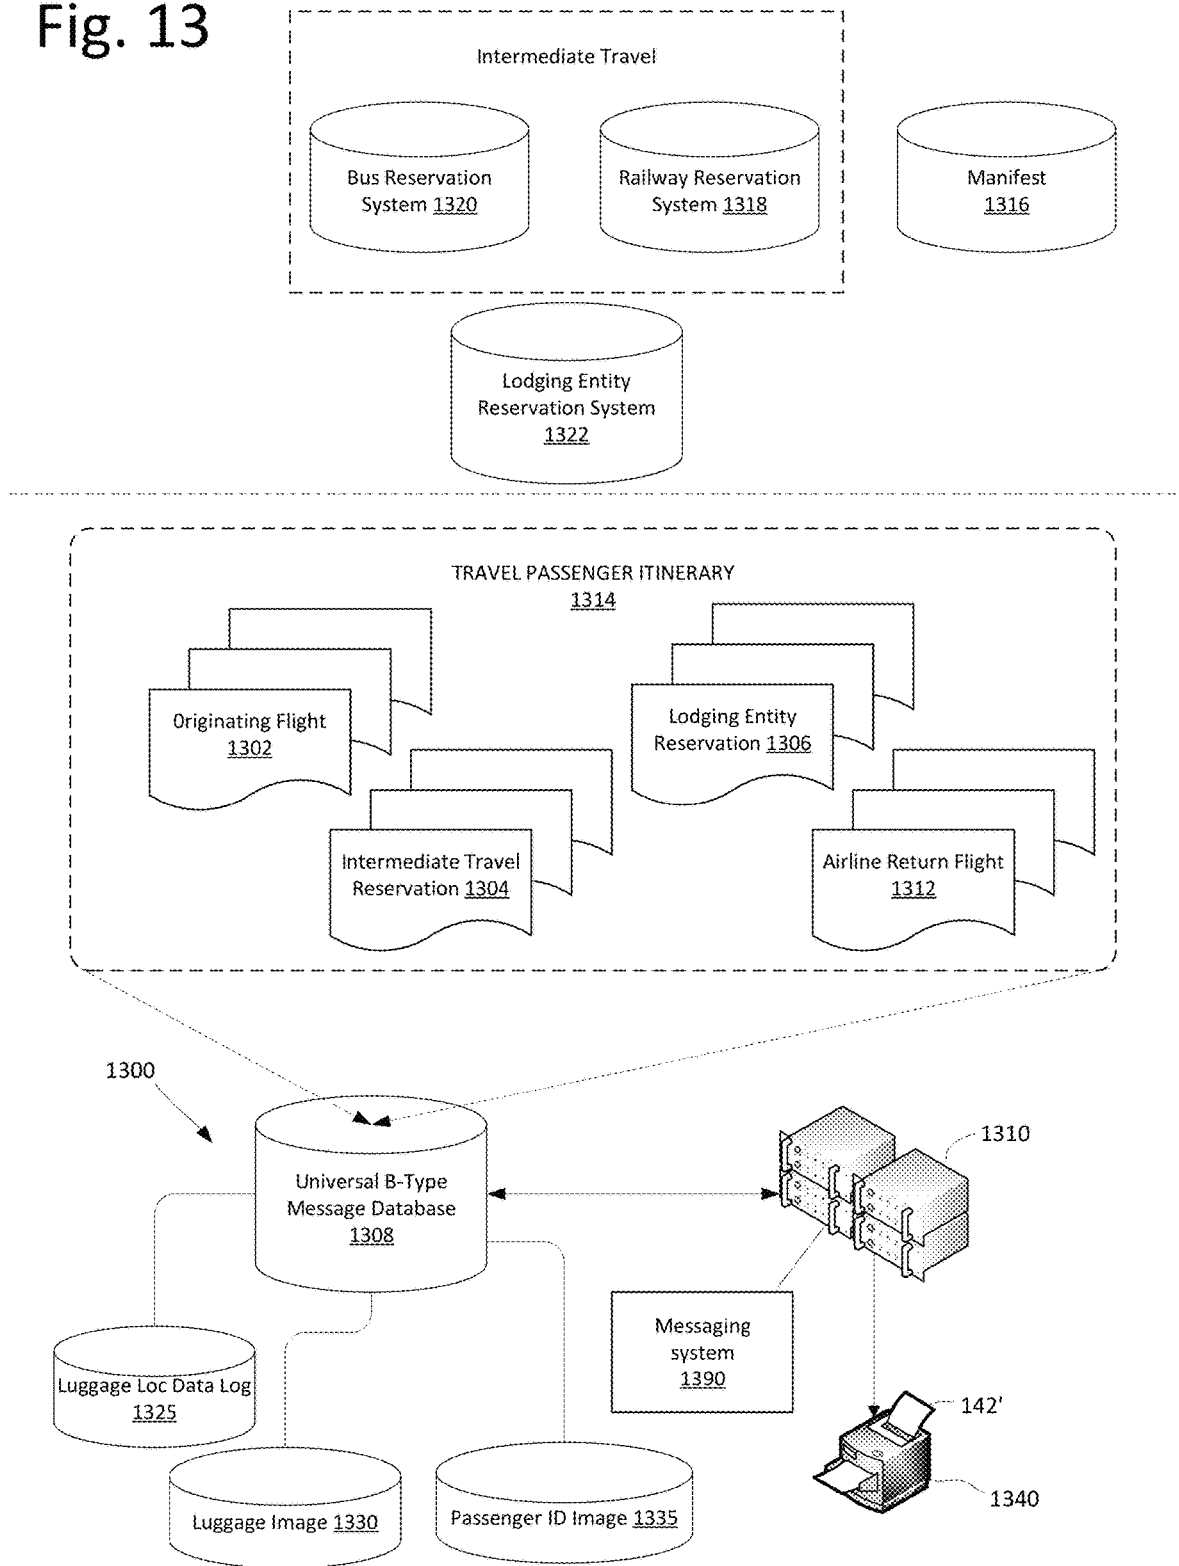 Fig. 13
Intermediate Travel
Bus Reservation
System 1320
Railway Reservation
System 1318
Manifest
1316
Lodging Entity
Reservation System
1322
TRAVEL PASSENGER ITINERARY
1314
Originating Flight
1302
Lodging Entity
Reservation 1306
Intermediate Travel
Reservation 1304
Airline Return Flight
1312
1300
Universal B-Type
Message Database
1308
1310
Messaging
system
1390
Luggage Loc Data Log
1325
142'
1340
Luggage Image 1330
Passenger ID Image 1335